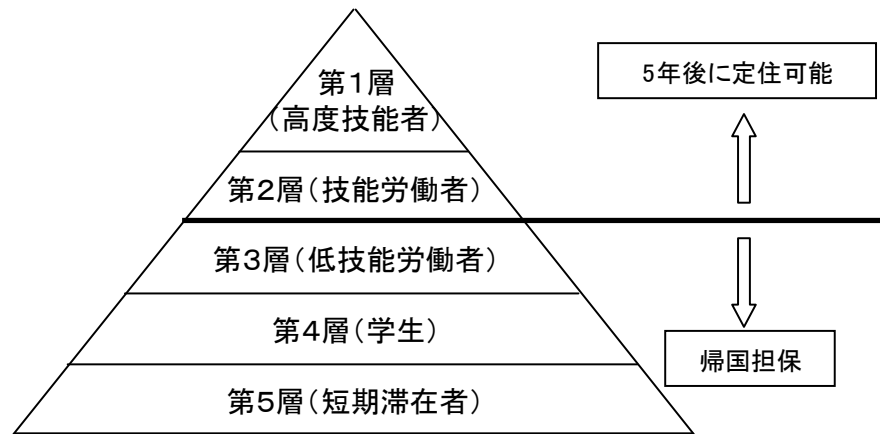 第1層
(高度技能者)
5年後に定住可能
第2層(技能労働者)
第3層(低技能労働者)
第4層(学生)
帰国担保
第5層(短期滞在者)